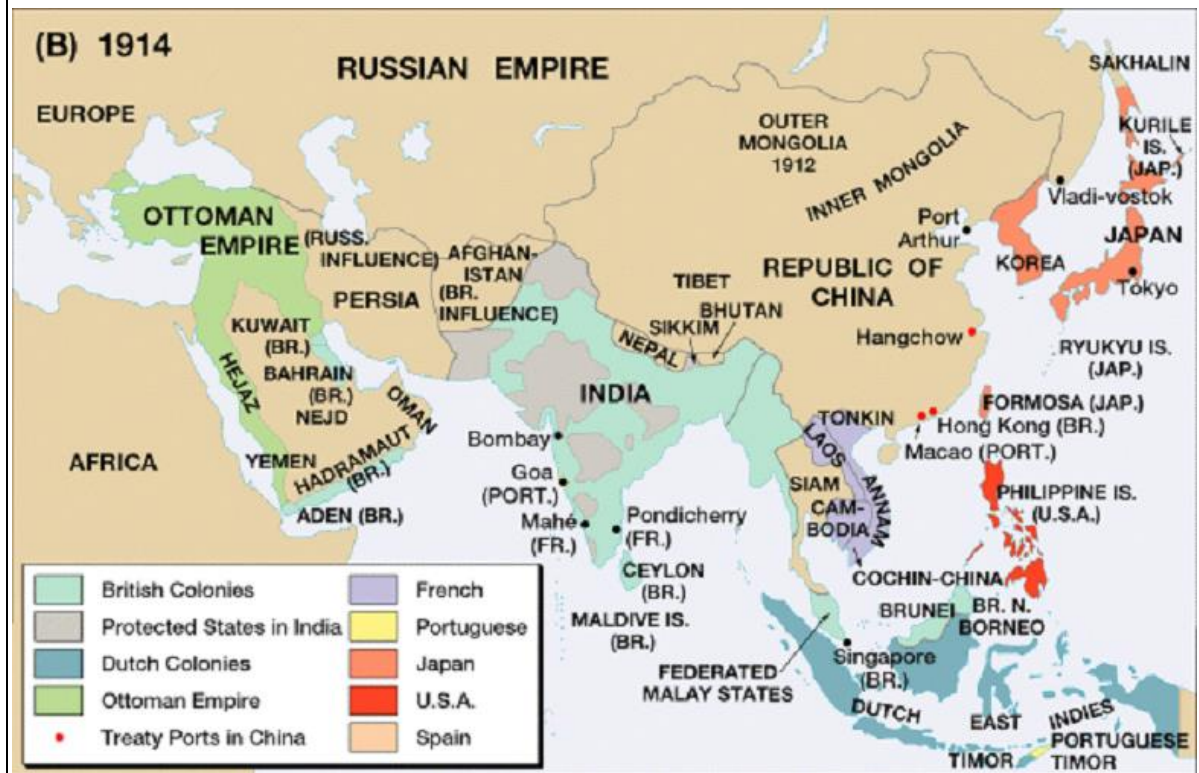 (B) 1914
RUSSIAN EMPIRE
EUROPE
SAKHALIN
KURILE
IS.
(JAP.)
OUTER
MONGOLIA
1912
INNER MONGOLIA
Vladi-vostok
OTTOMAN
EMPIRE
(RUSS.
INFLUENCE)
PERSIA
AFGHAN-
ISTAN
(BR.
INFLUENCE)
Port
Arthur
KOREA
JAPAN
Tokyo
REPUBLIC OF
CHINA
TIBET
BHUTAN
SIKKIM
NEPAL
Hangchow
RYUKYU IS.
(JAP.)
KUWAIT
(BR.)
BAHRAIN
(BR.)
NEJD
HEJAZ
OMAN
HADRAMAUT
(BR.)
YEMEN
ADEN (BR.)
AFRICA
INDIA
Bombay
Goa
(PORT.)
Mahé
(FR.)
Pondicherry
(FR.)
CEYLON
(BR.)
MALDIVE IS.
(BR.)
FORMOSA (JAP.)
Hong Kong (BR.)
Macao (PORT.)
TONKIN
LAOS
ANNAM
SIAM
CAM-
BODIA
COCHIN-CHINA
PHILIPPINE IS.
(U.S.A.)
BRUNEI
BR. N.
BORNEO
FEDERATED
MALAY STATES
Singapore
(BR.)
DUTCH EAST INDIES
TIMOR
PORTUGUESE
TIMOR
British Colonies
Protected States in India
Dutch Colonies
Ottoman Empire
Treaty Ports in China
French
Portuguese
Japan
U.S.A.
Spain